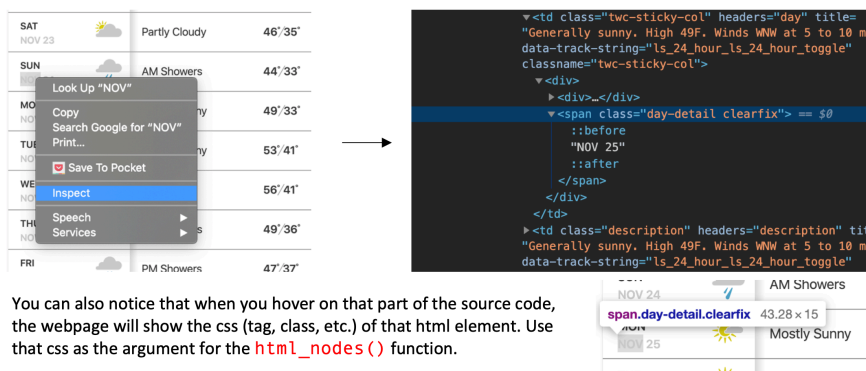 SAT
NOV 23
Partly Cloudy
46°/35°
SUN
AM Showers
44°/33°
Look Up “NOV”
Copy
Search Google for “NOV”
Print...
Save To Pocket
Inspect
Speech
Services
49°/33°
53°/41°
56°/41°
49°/36°
FRI
PM Showers
47°/37°
▼<td class="twc-sticky-col" headers="day" title=
"Generally sunny. High 49F. Winds WNW at 5 to 10 m
data-track-string="ls_24_hour_ls_24_hour_toggle"
classname="twc-sticky-col">
▼<div>
▶<div>…</div>
▼<span class="day-detail clearfix"> == $0
::before
"NOV 25"
::after
</span>
</div>
</td>
▶<td class="description" headers="description" tit
"Generally sunny. High 49F. Winds WNW at 5 to 10 m
data-track-string="ls_24_hour_ls_24_hour_toggle"
You can also notice that when you hover on that part of the source code,
the webpage will show the css (tag, class, etc.) of that html element. Use
that css as the argument for the html_nodes() function.
NOV 24
AM Showers
span.day-detail.clearfix 43.28 × 15
MON
NOV 25
Mostly Sunny